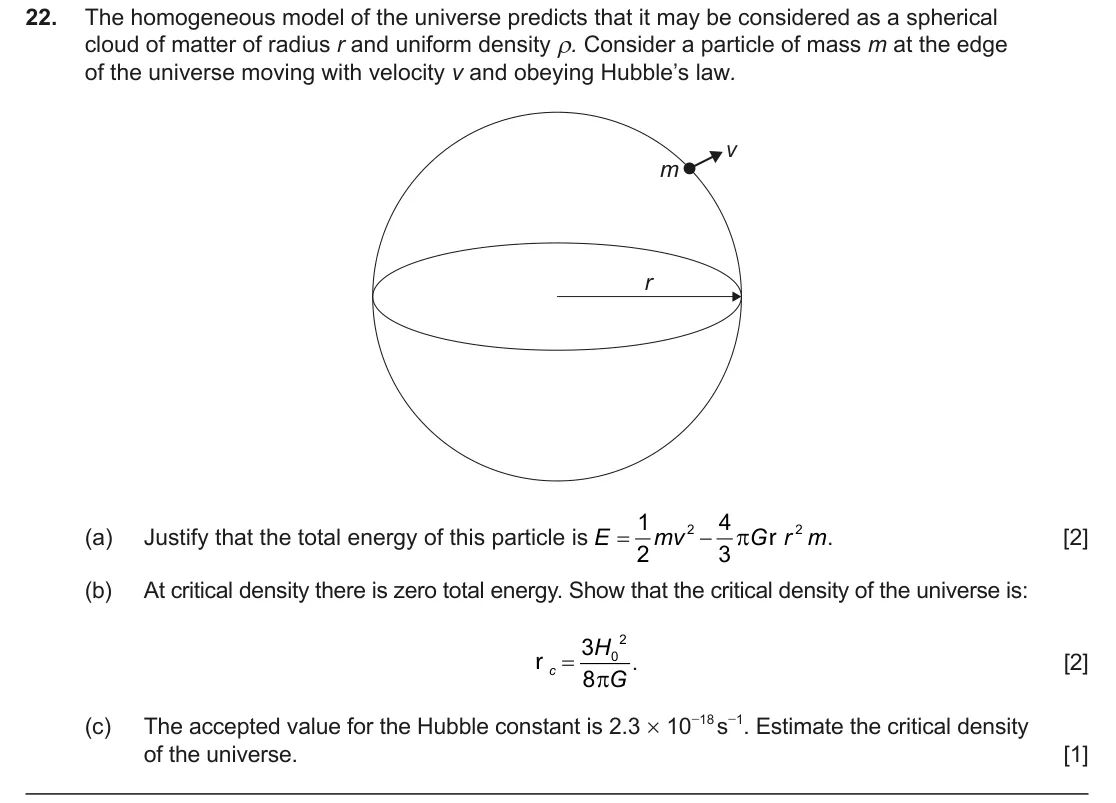 22. The homogeneous model of the universe predicts that it may be considered as a spherical
cloud of matter of radius r and uniform density ρ. Consider a particle of mass m at the edge
of the universe moving with velocity v and obeying Hubble's law.
m v
r
(a) Justify that the total energy of this particle is E = 1/2 mv² − 4/3 πGr r² m. [2]
(b) At critical density there is zero total energy. Show that the critical density of the universe is:
r_c = 3H₀² / 8πG. [2]
(c) The accepted value for the Hubble constant is 2.3 × 10⁻¹⁸ s⁻¹. Estimate the critical density
of the universe. [1]